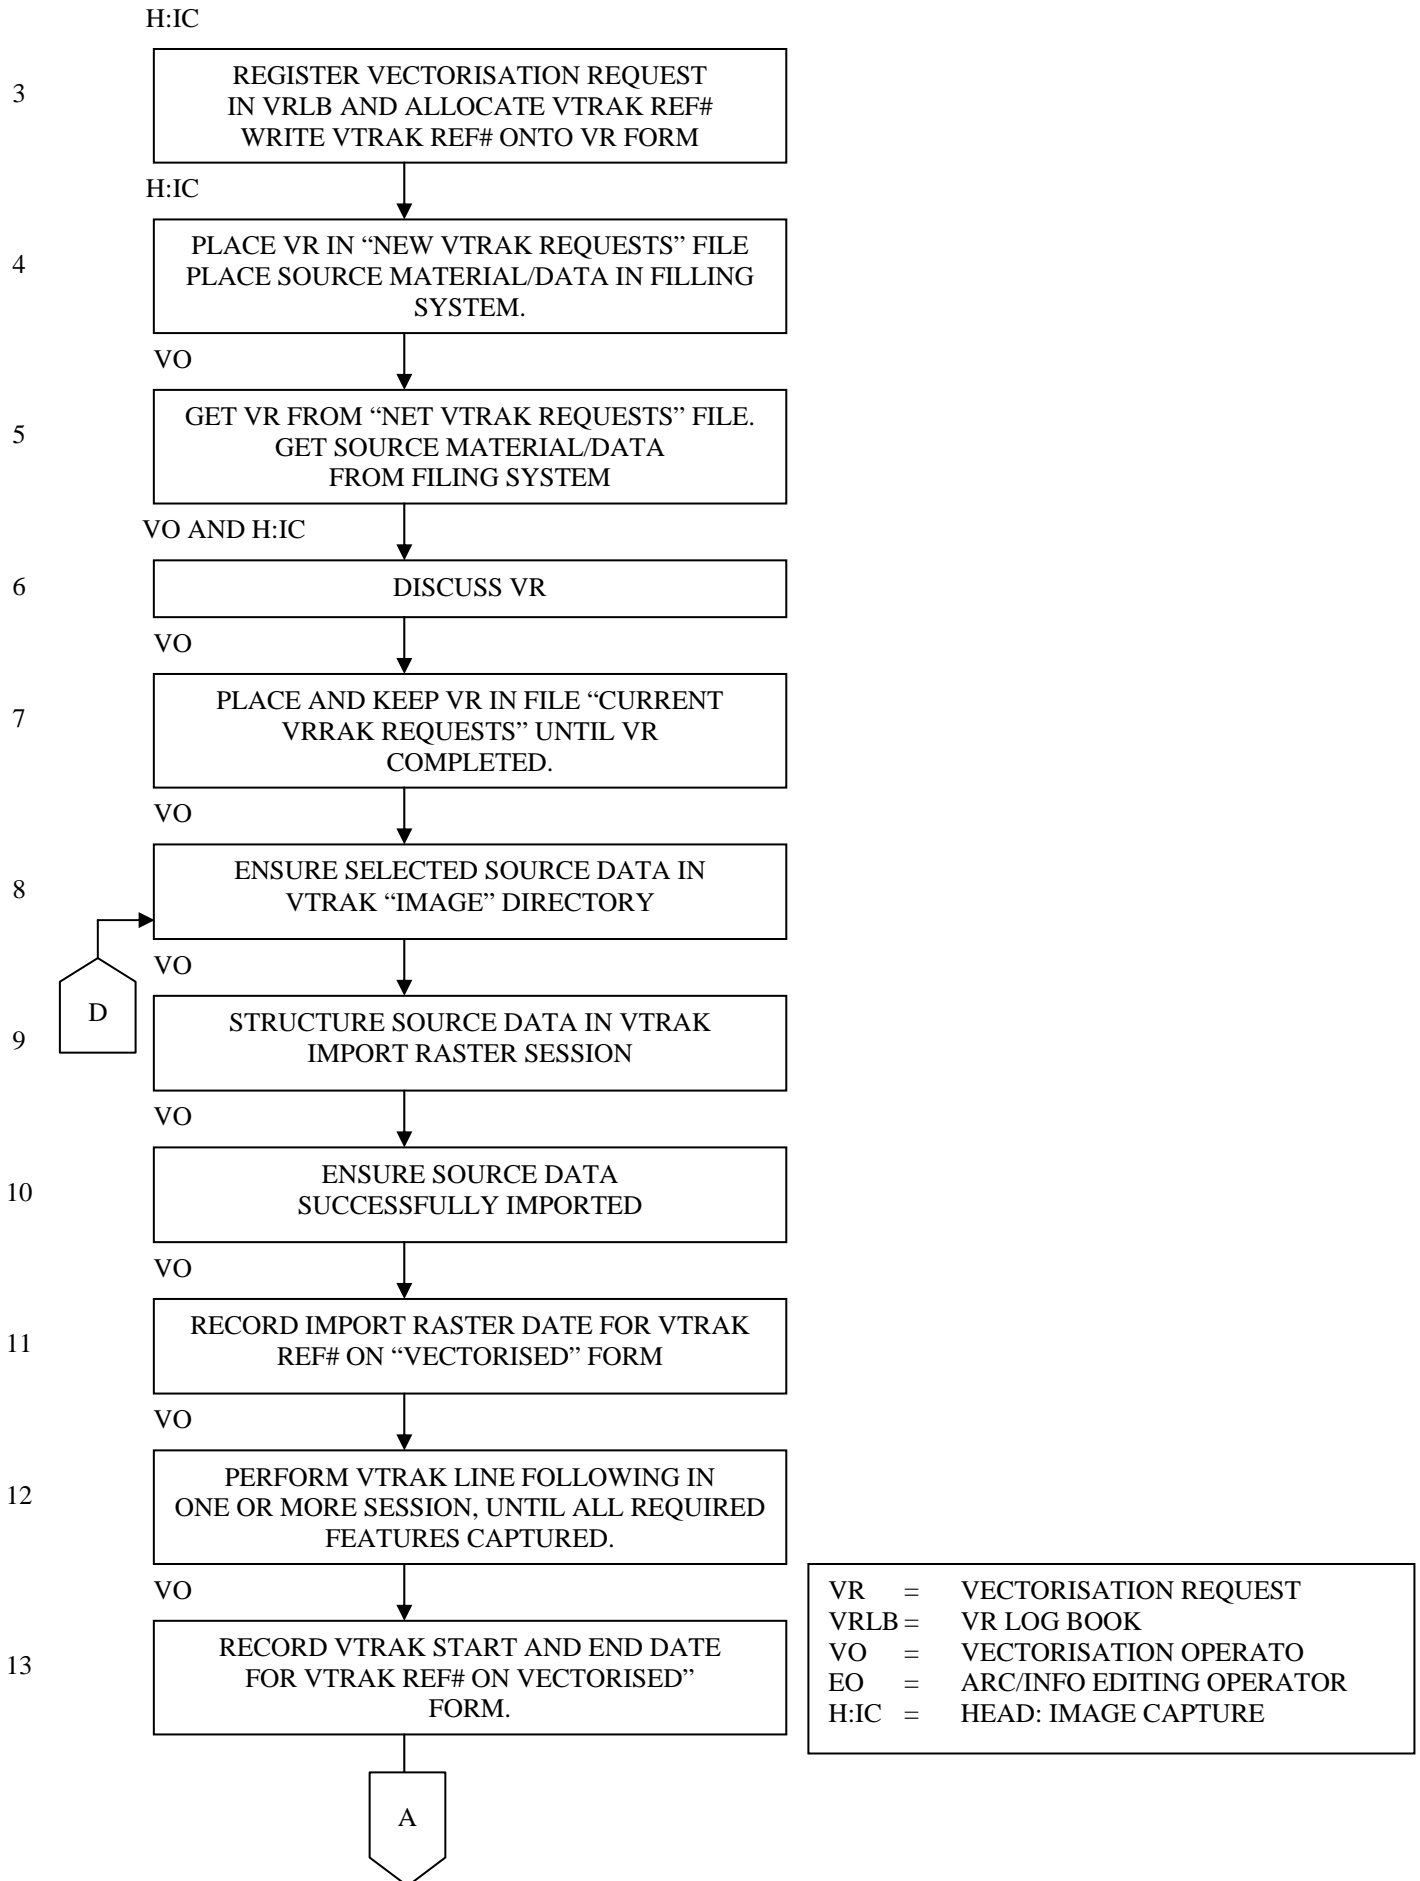 H:IC
3
REGISTER VECTORISATION REQUEST
IN VRLB AND ALLOCATE VTRAK REF#
WRITE VTRAK REF# ONTO VR FORM
H:IC
4
PLACE VR IN “NEW VTRAK REQUESTS” FILE
PLACE SOURCE MATERIAL/DATA IN FILLING
SYSTEM.
VO
5
GET VR FROM “NET VTRAK REQUESTS” FILE.
GET SOURCE MATERIAL/DATA
FROM FILING SYSTEM
VO AND H:IC
6
DISCUSS VR
VO
7
PLACE AND KEEP VR IN FILE “CURRENT
VRRAK REQUESTS” UNTIL VR
COMPLETED.
VO
8
ENSURE SELECTED SOURCE DATA IN
VTRAK “IMAGE” DIRECTORY
D
VO
9
STRUCTURE SOURCE DATA IN VTRAK
IMPORT RASTER SESSION
VO
10
ENSURE SOURCE DATA
SUCCESSFULLY IMPORTED
VO
11
RECORD IMPORT RASTER DATE FOR VTRAK
REF# ON “VECTORISED” FORM
VO
12
PERFORM VTRAK LINE FOLLOWING IN
ONE OR MORE SESSION, UNTIL ALL REQUIRED
FEATURES CAPTURED.
VO
13
RECORD VTRAK START AND END DATE
FOR VTRAK REF# ON VECTORISED”
FORM.
A
VR = VECTORISATION REQUEST
VRLB = VR LOG BOOK
VO = VECTORISATION OPERATO
EO = ARC/INFO EDITING OPERATOR
H:IC = HEAD: IMAGE CAPTURE